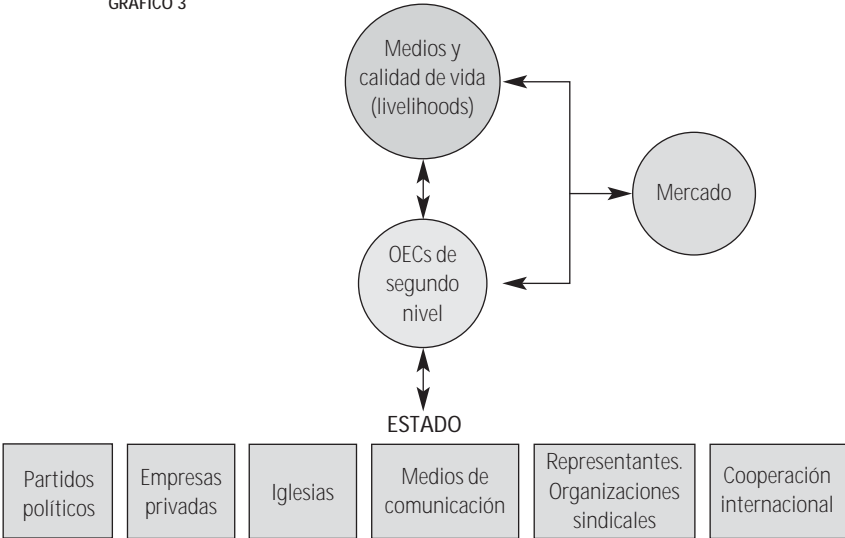 GRÁFICO 3
Medios y
calidad de vida
(livelihoods)
Mercado
OECs de
segundo
nivel
ESTADO
Partidos
políticos
Empresas
privadas
Iglesias
Medios de
comunicación
Representantes.
Organizaciones
sindicales
Cooperación
internacional